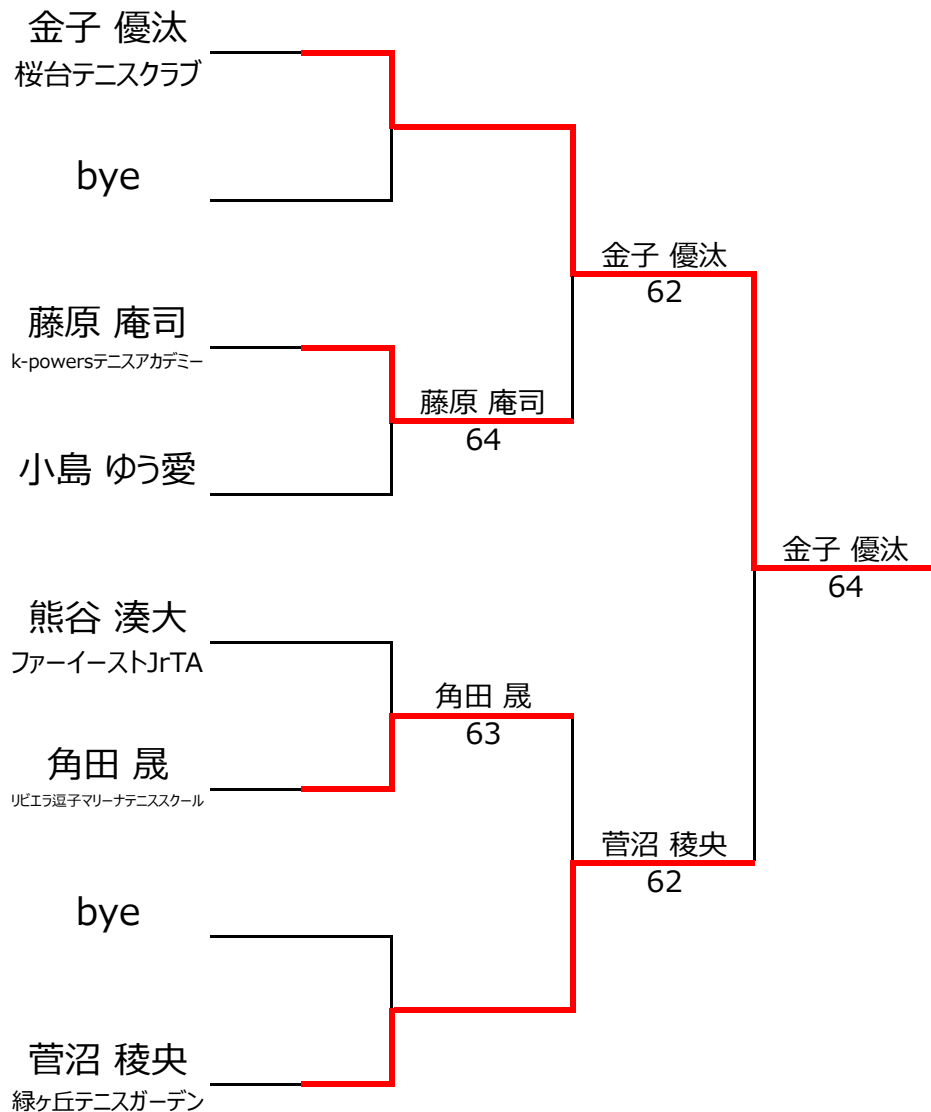 金子 優汰
桜台テニスクラブ
bye
金子 優汰
62
藤原 庵司
k-powersテニスアカデミー
藤原 庵司
64
小島 ゆう愛
金子 優汰
64
熊谷 湊大
ファーイーストJrTA
角田 晟
63
角田 晟
リビエラ逗子マリーナテニススクール
菅沼 稜央
62
bye
菅沼 稜央
緑ヶ丘テニスガーデン